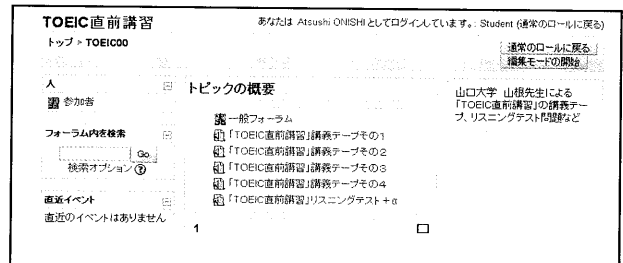 TOEIC直前講習
あなたは Atsushi ONISHIとしてログインしています。: Student (通常のロールに戻る)
トップ > TOEIC00
通常のロールに戻る
編集モードの開始
人
参加者
フォーラム内を検索
Go
検索オプション
直近イベント
直近のイベントはありません
トピックの概要
一般フォーラム
「TOEIC直前講習」講義テープその1
「TOEIC直前講習」講義テープその2
「TOEIC直前講習」講義テープその3
「TOEIC直前講習」講義テープその4
「TOEIC直前講習」リスニングテスト+α
1
山口大学 山根先生による
「TOEIC直前講習」の講義テー
プ、リスニングテスト問題など